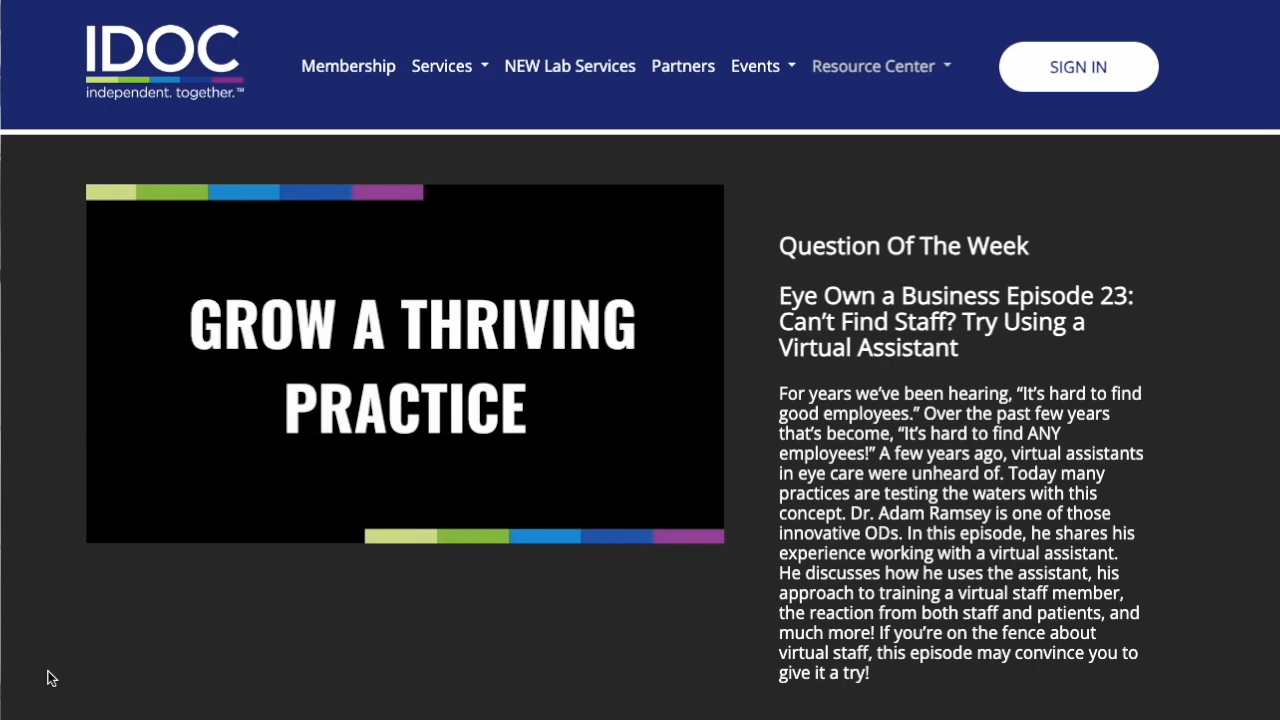 IDOC
independent. together.™
Membership Services NEW Lab Services Partners Events Resource Center SIGN IN
GROW A THRIVING
PRACTICE
Question Of The Week
Eye Own a Business Episode 23:
Can’t Find Staff? Try Using a
Virtual Assistant
For years we’ve been hearing, “It’s hard to find
good employees.” Over the past few years
that’s become, “It’s hard to find ANY
employees!” A few years ago, virtual assistants
in eye care were unheard of. Today many
practices are testing the waters with this
concept. Dr. Adam Ramsey is one of those
innovative ODs. In this episode, he shares his
experience working with a virtual assistant.
He discusses how he uses the assistant, his
approach to training a virtual staff member,
the reaction from both staff and patients, and
much more! If you’re on the fence about
virtual staff, this episode may convince you to
give it a try!